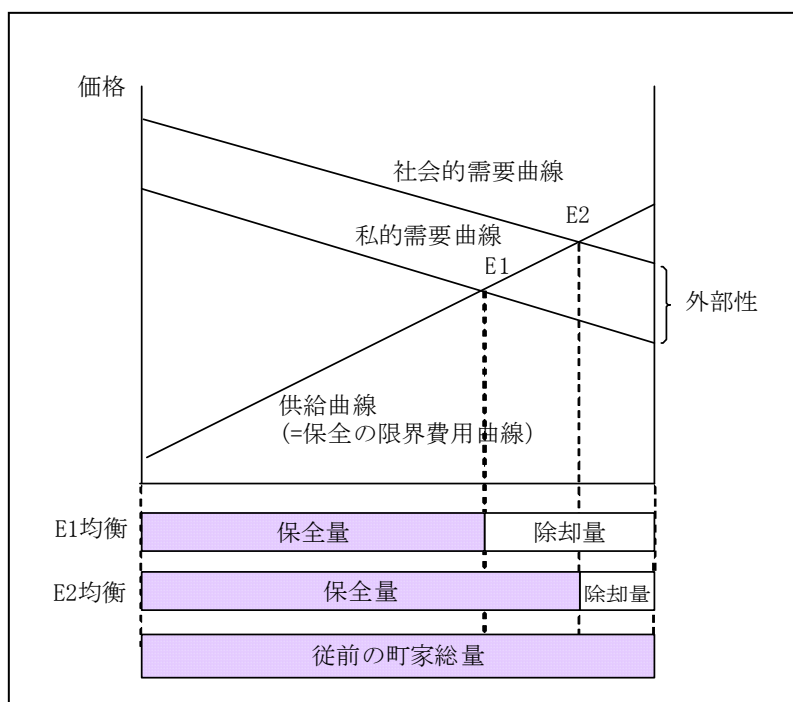 価格
社会的需要曲線
E2
私的需要曲線
E1
外部性
供給曲線
(=保全の限界費用曲線)
E1均衡
保全量
除却量
E2均衡
保全量
除却量
従前の町家総量